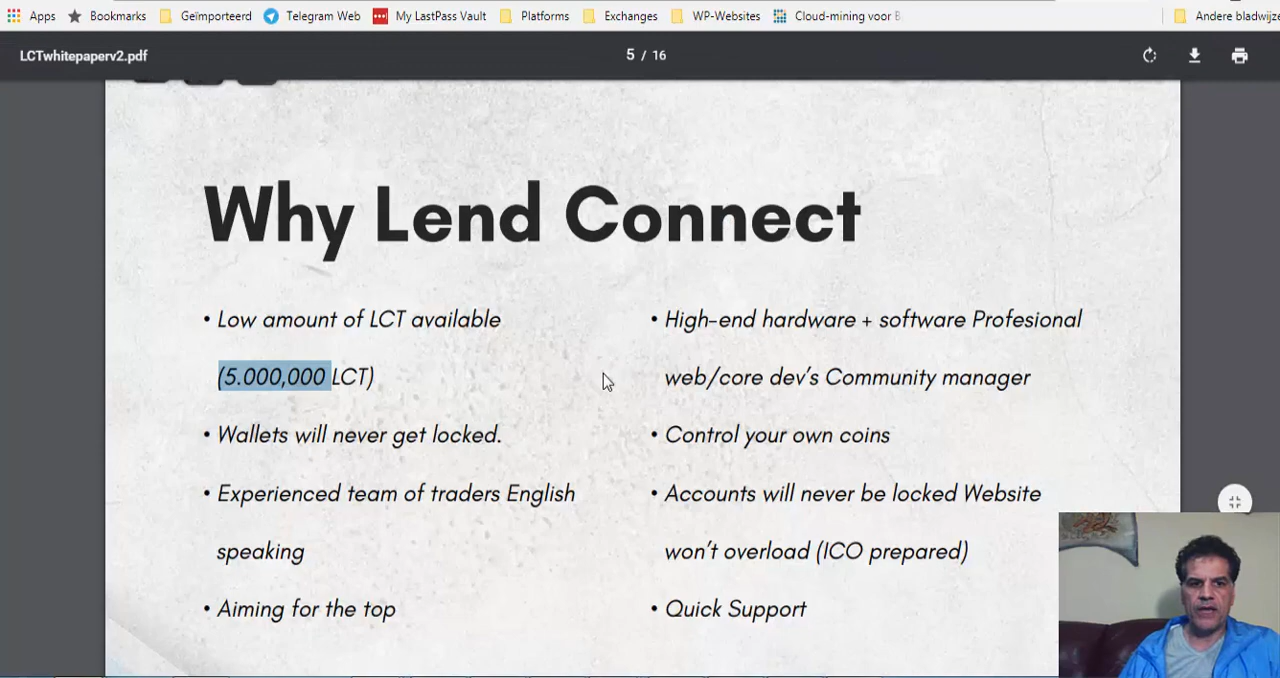 Apps Bookmarks Geïmporteerd Telegram Web My LastPass Vault Platforms Exchanges WP-Websites Cloud-mining voor B Andere bladwijze
LCTwhitepaperv2.pdf 5 / 16
Why Lend Connect
• Low amount of LCT available
(5.000,000 LCT)
• Wallets will never get locked.
• Experienced team of traders English
speaking
• Aiming for the top
• High-end hardware + software Profesional
web/core dev's Community manager
• Control your own coins
• Accounts will never be locked Website
won't overload (ICO prepared)
• Quick Support